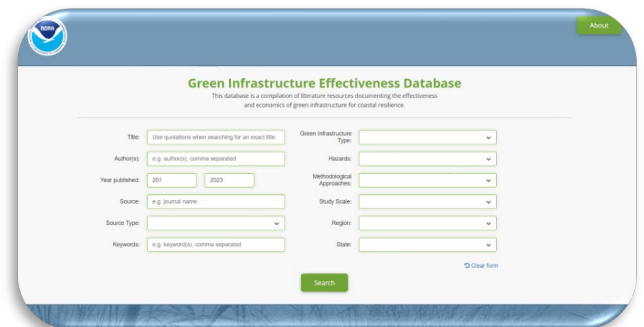 NOAA
About
Green Infrastructure Effectiveness Database
This database is a compilation of literature resources documenting the effectiveness
and economics of green infrastructure for coastal resilience.
Title:
Use quotations when searching for an exact title.
Author(s):
e.g. author(s), comma separated
Year published:
201
2023
Source:
e.g. journal name
Source Type:
Keywords:
e.g. keyword(s), comma separated
Green Infrastructure
Type:
Hazards:
Methodological
Approaches:
Study Scale:
Region:
State:
Clear form
Search